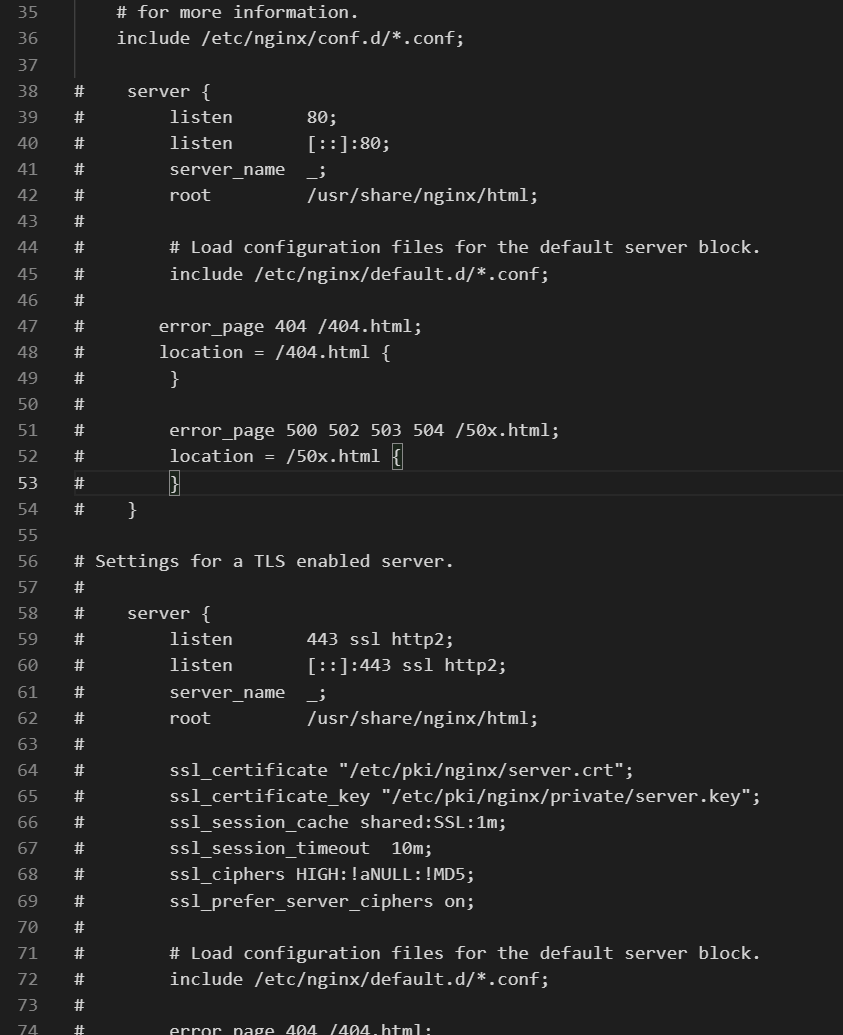 35 # for more information.
36 include /etc/nginx/conf.d/*.conf;
37
38 #    server {
39 #        listen       80;
40 #        listen       [::]:80;
41 #        server_name  _;
42 #        root         /usr/share/nginx/html;
43 #
44 #        # Load configuration files for the default server block.
45 #        include /etc/nginx/default.d/*.conf;
46 #
47 #       error_page 404 /404.html;
48 #       location = /404.html {
49 #        }
50 #
51 #        error_page 500 502 503 504 /50x.html;
52 #        location = /50x.html {
53 #        }
54 #    }
55
56 # Settings for a TLS enabled server.
57 #
58 #    server {
59 #        listen       443 ssl http2;
60 #        listen       [::]:443 ssl http2;
61 #        server_name  _;
62 #        root         /usr/share/nginx/html;
63 #
64 #        ssl_certificate "/etc/pki/nginx/server.crt";
65 #        ssl_certificate_key "/etc/pki/nginx/private/server.key";
66 #        ssl_session_cache shared:SSL:1m;
67 #        ssl_session_timeout  10m;
68 #        ssl_ciphers HIGH:!aNULL:!MD5;
69 #        ssl_prefer_server_ciphers on;
70 #
71 #        # Load configuration files for the default server block.
72 #        include /etc/nginx/default.d/*.conf;
73 #
74 #        error_page 404 /404.html;